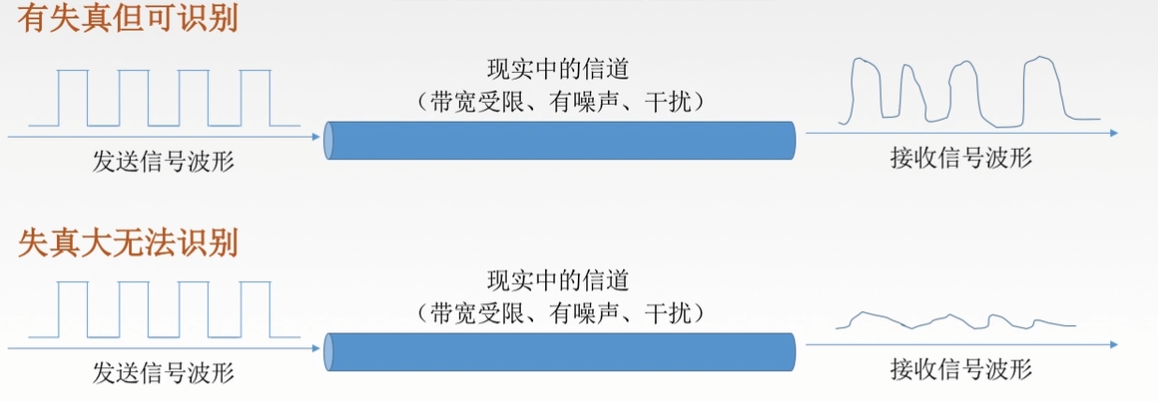 有失真但可识别
现实中的信道
（带宽受限、有噪声、干扰）
发送信号波形
接收信号波形
失真大无法识别
现实中的信道
（带宽受限、有噪声、干扰）
发送信号波形
接收信号波形